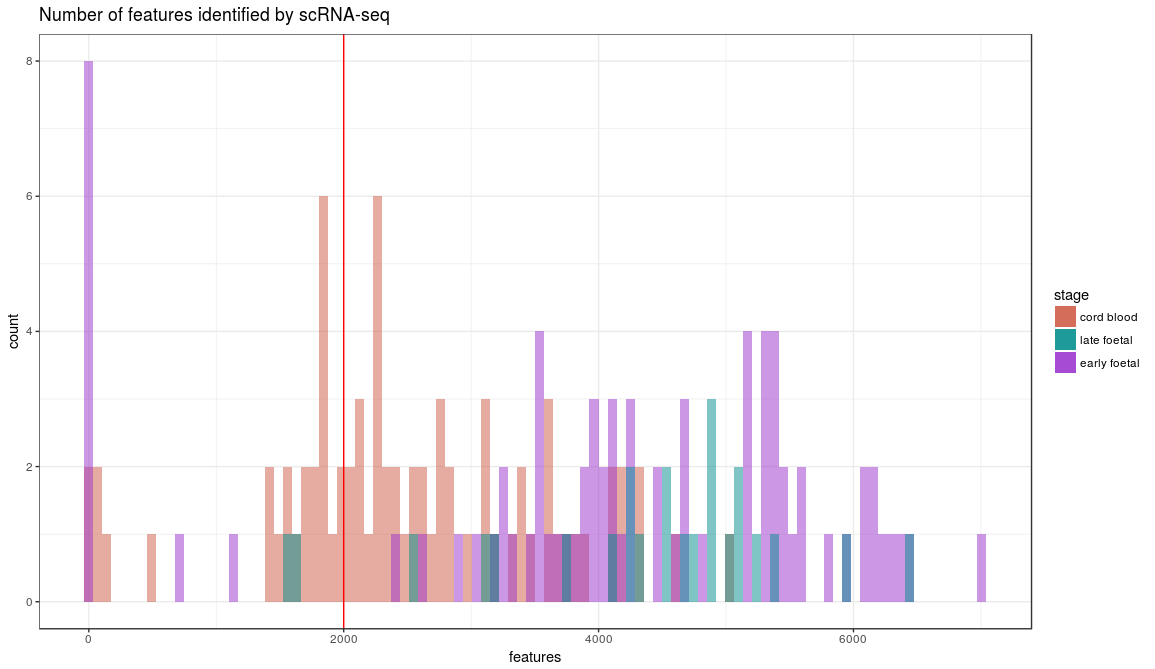 Number of features identified by scRNA-seq
8
6
4
2
0
count
0 2000 4000 6000
features
stage
cord blood
late foetal
early foetal